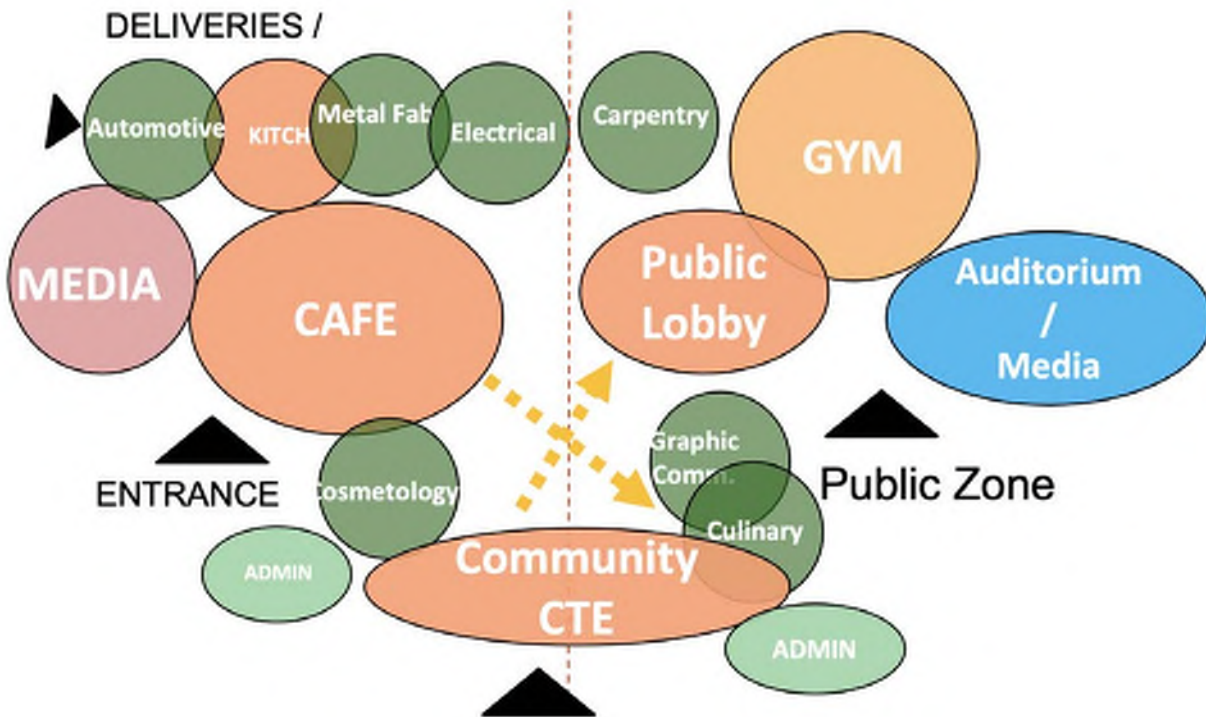 DELIVERIES /
Automotive
KITCH
Metal Fab
Electrical
Carpentry
GYM
MEDIA
CAFE
Public
Lobby
Auditorium
/
Media
ENTRANCE
Cosmetology
Graphic
Comm.
Culinary
Public Zone
ADMIN
Community
CTE
ADMIN